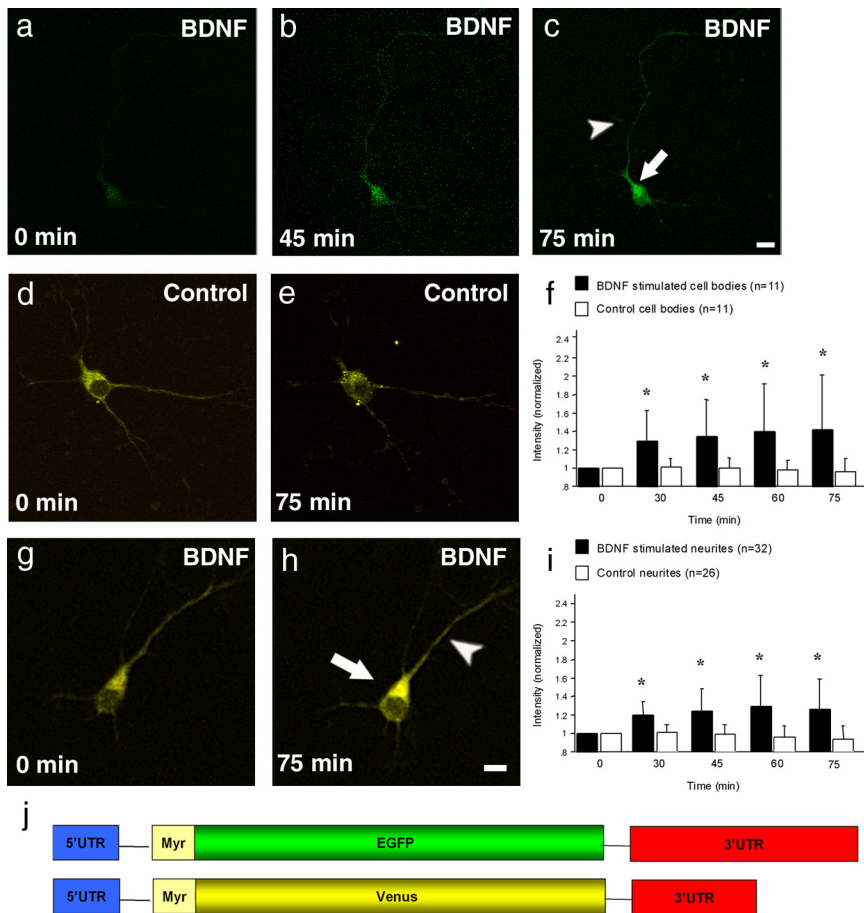 a BDNF
0 min
b BDNF
45 min
c BDNF
75 min
d Control
0 min
e Control
75 min
f
BDNF stimulated cell bodies (n=11)
Control cell bodies (n=11)
Intensity (normalized)
2.4
2.2
2
1.8
1.6
1.4
1.2
1
.8
* * * *
0 30 45 60 75
Time (min)
g BDNF
0 min
h BDNF
75 min
i
BDNF stimulated neurites (n=32)
Control neurites (n=26)
Intensity (normalized)
2.4
2.2
2
1.8
1.6
1.4
1.2
1
.8
* * * *
0 30 45 60 75
Time (min)
j
5'UTR Myr EGFP 3'UTR
5'UTR Myr Venus 3'UTR